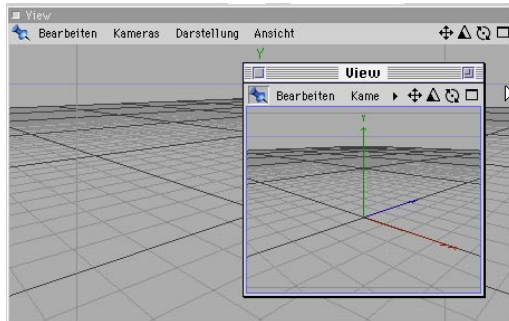 View
Bearbeiten Kameras Darstellung Ansicht
Y
View
Bearbeiten Kame
Y